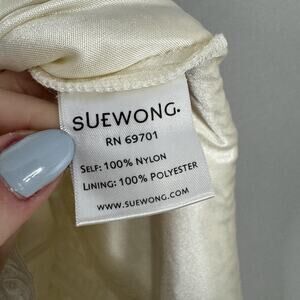 SUEWONG.
RN 69701
SELF: 100% NYLON
LINING: 100% POLYESTER
WWW.SUEWONG.COM